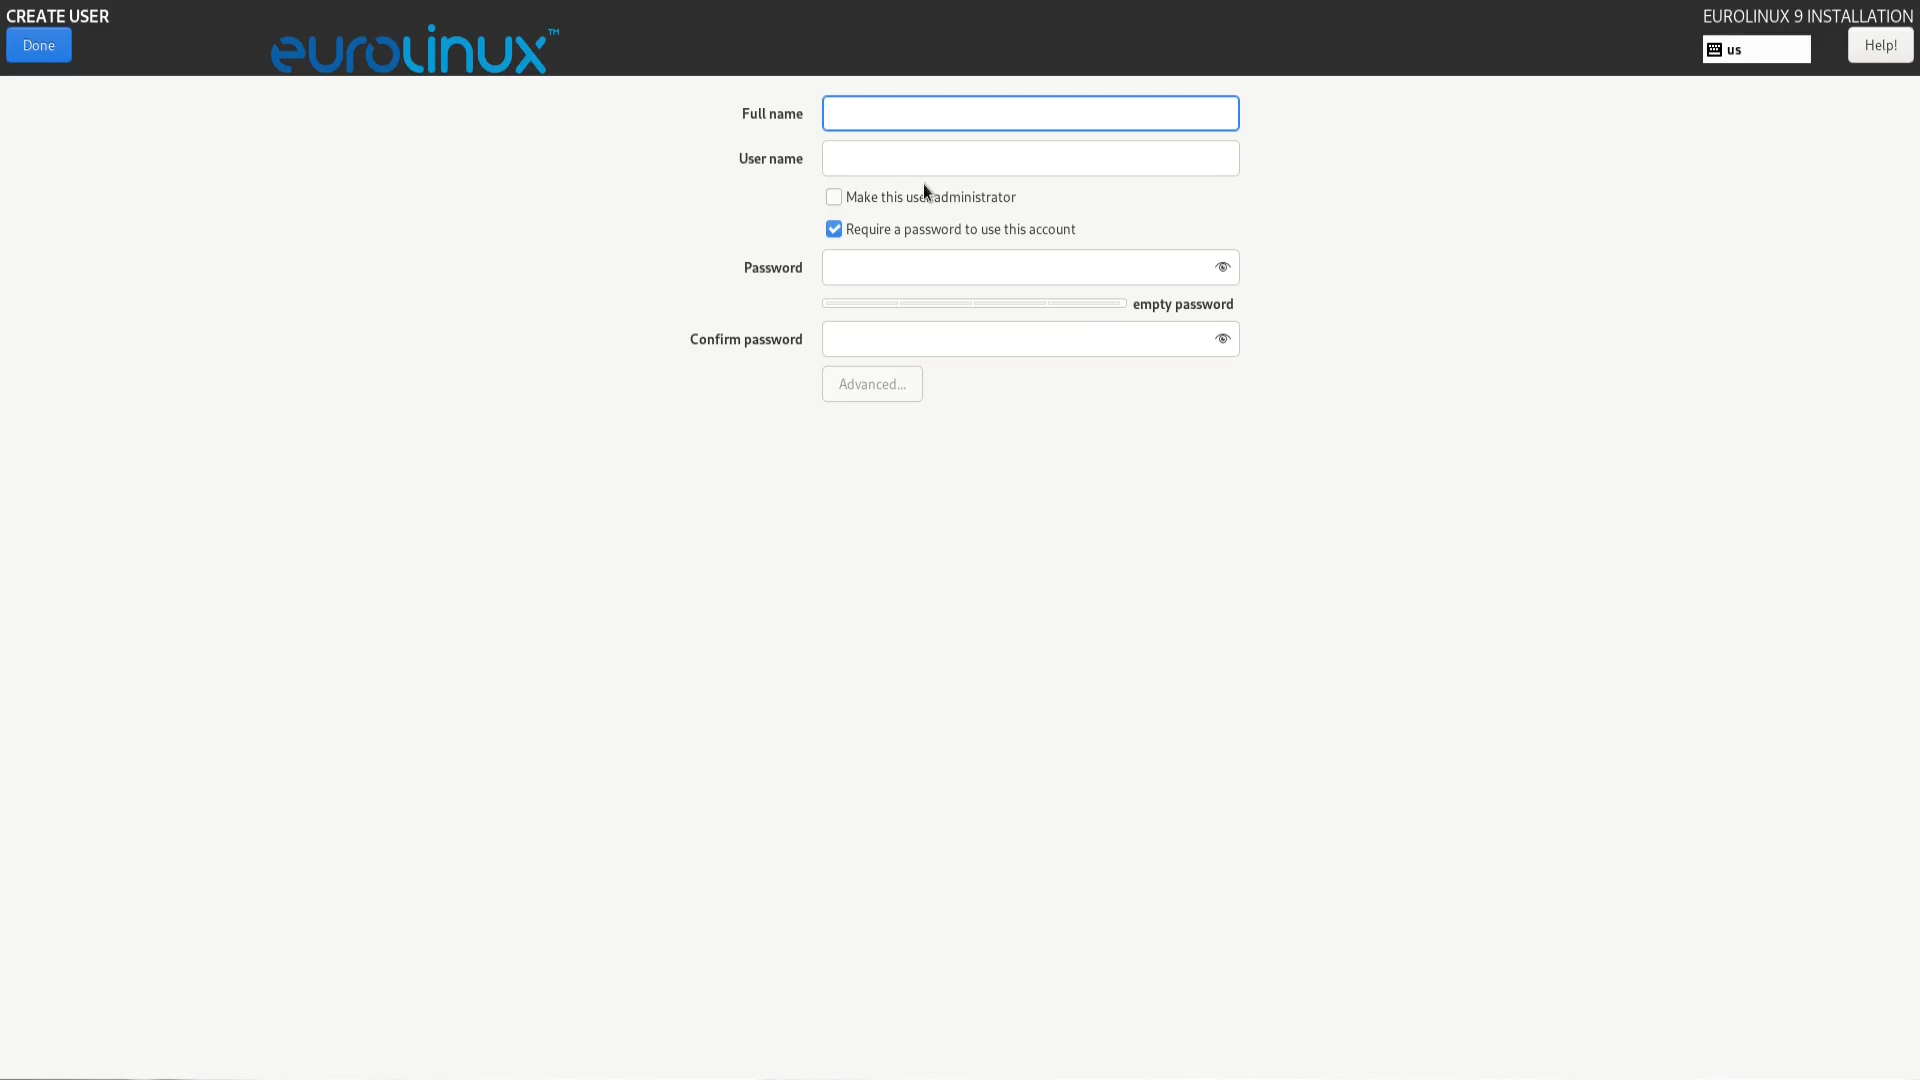 CREATE USER
EUROLINUX 9 INSTALLATION
Done
eurolinux™
us
Help!
Full name
User name
Make this user administrator
Require a password to use this account
Password
empty password
Confirm password
Advanced...